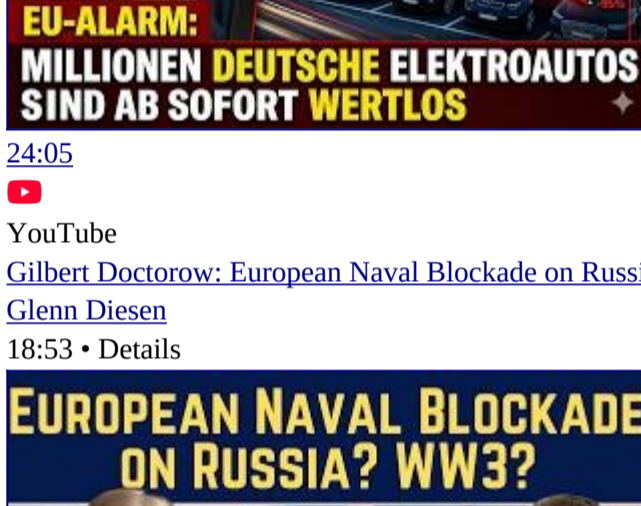 -95%
EU-ALARM:
MILLIONEN DEUTSCHE ELEKTROAUTOS
SIND AB SOFORT WERTLOS
24:05
YouTube
Gilbert Doctorow: European Naval Blockade on Russi
Glenn Diesen
18:53 • Details
EUROPEAN NAVAL BLOCKADE
ON RUSSIA? WW3?